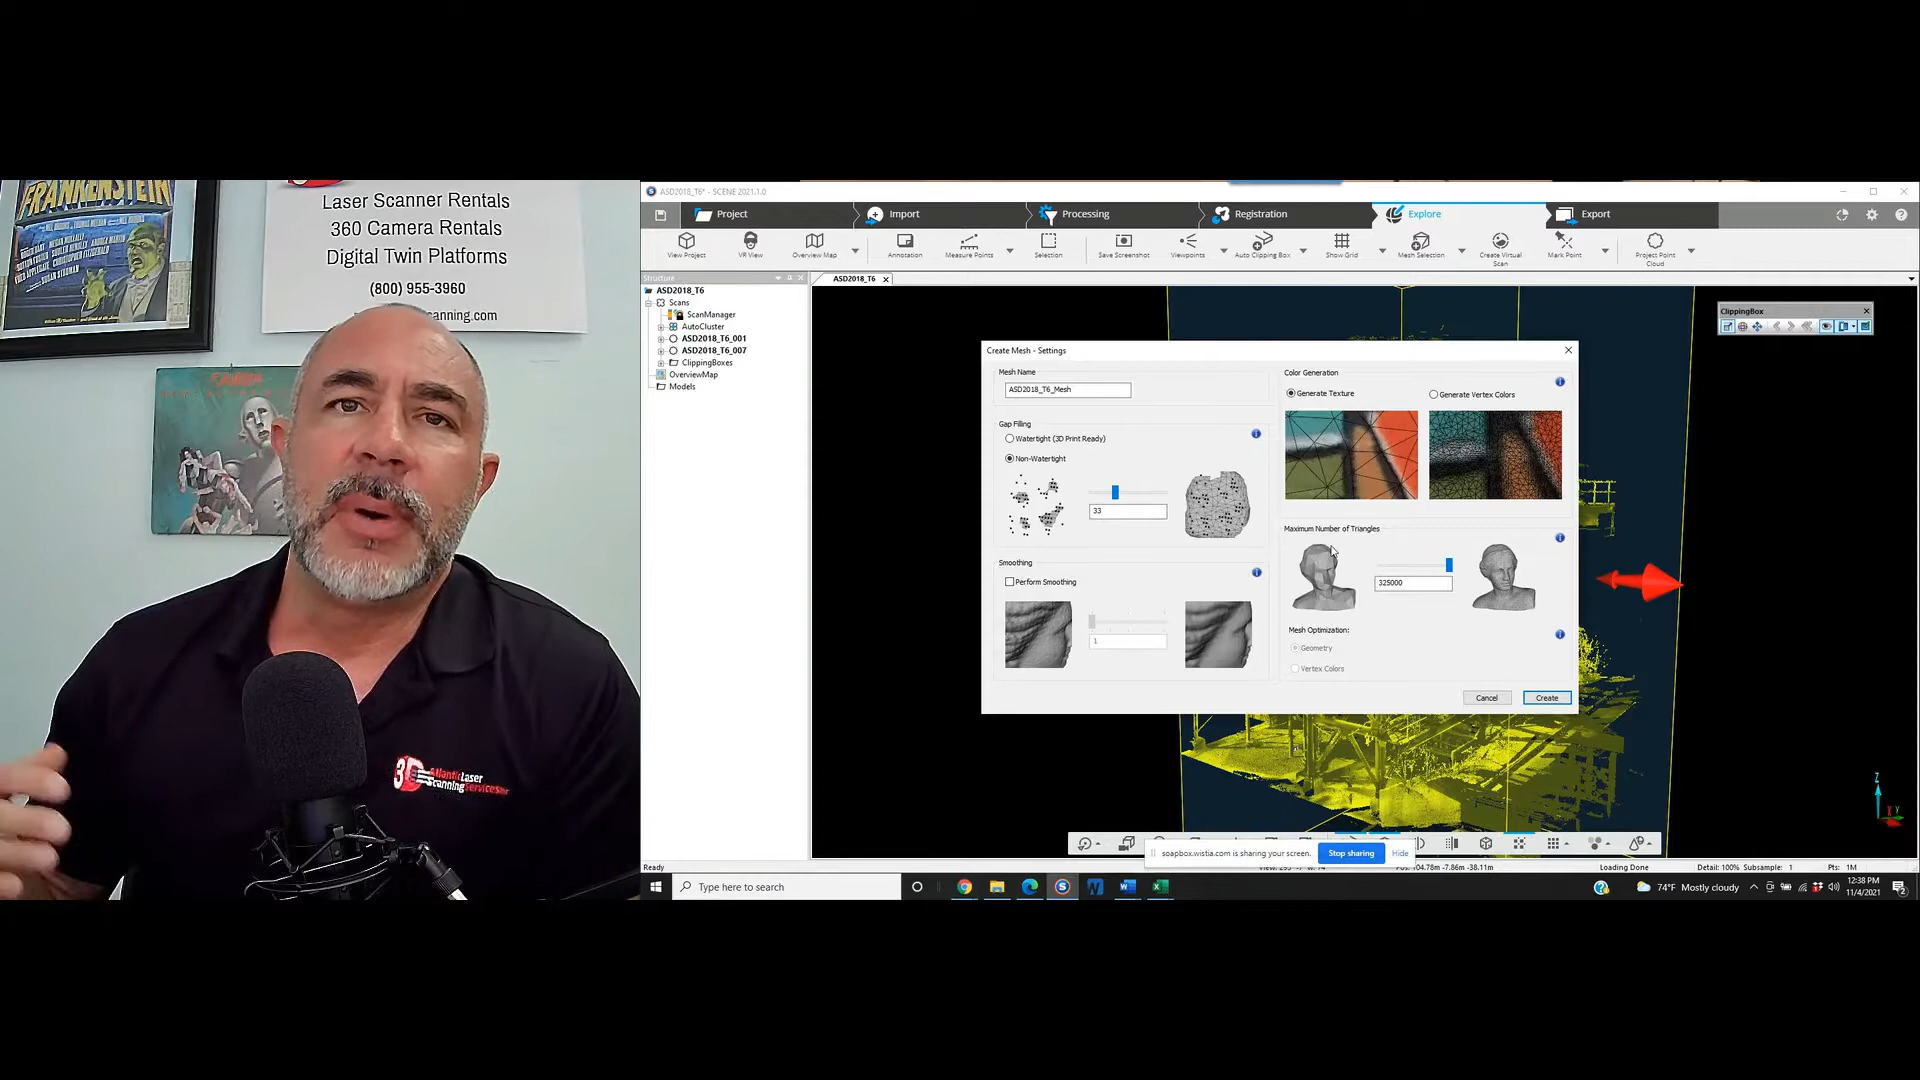 FRANKENSTEIN
Laser Scanner Rentals
360 Camera Rentals
Digital Twin Platforms
(800) 955-3960
anning.com
3D
Atlantic Laser
Scanning Services
ASD2018_T6* - SCENE 2021.1.0
Project
Import
Processing
Registration
Explore
Export
View Project
VR View
Overview Map
Annotation
Measure Points
Selection
Save Screenshot
Viewpoints
Auto Clipping Box
Show Grid
Mesh Selection
Create Virtual
Scan
Mark Point
Project Point
Cloud
Structure
ASD2018_T6
Scans
ScanManager
AutoCluster
ASD2018_T6_001
ASD2018_T6_007
ClippingBoxes
OverviewMap
Models
ASD2018_T6
ClippingBox
Create Mesh - Settings
Mesh Name
ASD2018_T6_Mesh
Gap Filling
Watertight (3D Print Ready)
Non-Watertight
33
Smoothing
Perform Smoothing
1
Color Generation
Generate Texture
Generate Vertex Colors
Maximum Number of Triangles
325000
Mesh Optimization:
Geometry
Vertex Colors
Cancel
Create
Z
soapbox.wistia.com is sharing your screen.
Stop sharing
Hide
Ready
Loading Done
Detail: 100%
Subsample: 1
Pts: 1M
Type here to search
74°F Mostly cloudy
12:38 PM
11/4/2021